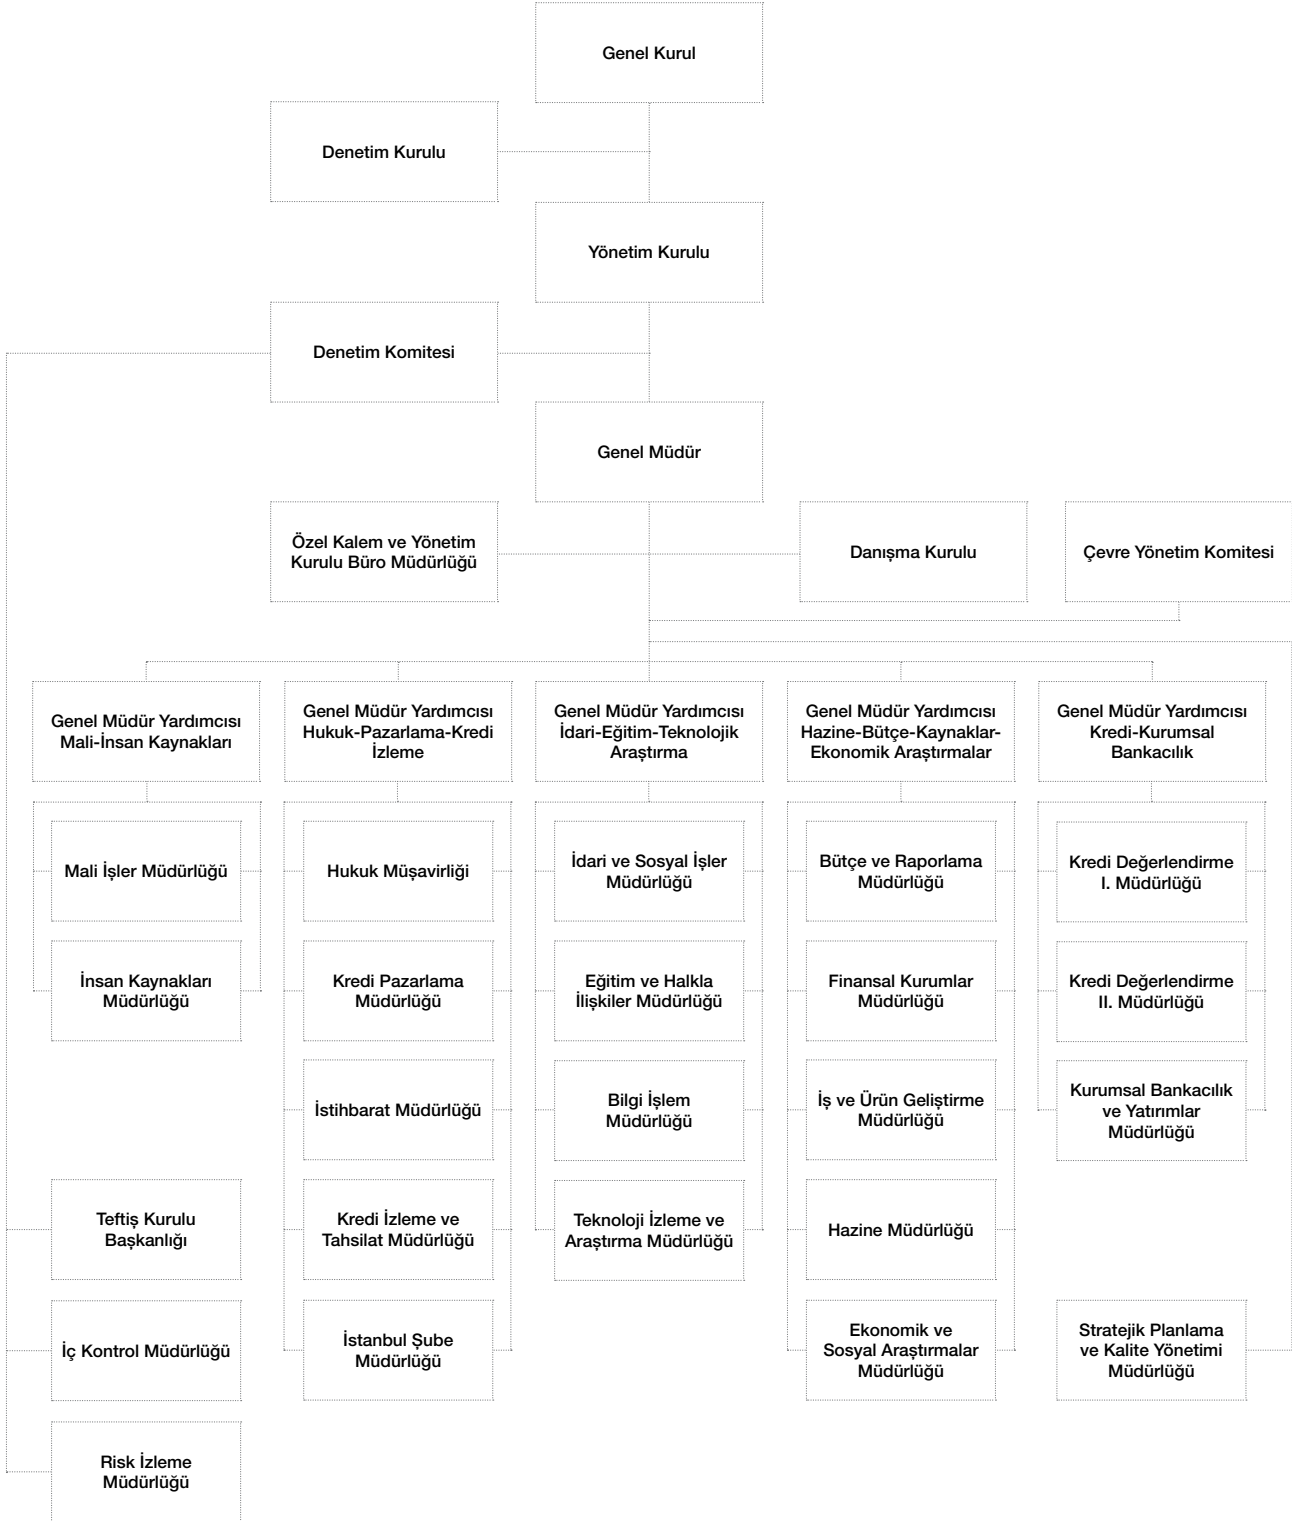 Genel Kurul
Denetim Kurulu
Yönetim Kurulu
Denetim Komitesi
Genel Müdür
Özel Kalem ve Yönetim
Kurulu Büro Müdürlüğü
Danışma Kurulu
Çevre Yönetim Komitesi
Genel Müdür Yardımcısı
Mali-İnsan Kaynakları
Genel Müdür Yardımcısı
Hukuk-Pazarlama-Kredi
İzleme
Genel Müdür Yardımcısı
İdari-Eğitim-Teknolojik
Araştırma
Genel Müdür Yardımcısı
Hazine-Bütçe-Kaynaklar-
Ekonomik Araştırmalar
Genel Müdür Yardımcısı
Kredi-Kurumsal
Bankacılık
Mali İşler Müdürlüğü
Hukuk Müşavirliği
İdari ve Sosyal İşler
Müdürlüğü
Bütçe ve Raporlama
Müdürlüğü
Kredi Değerlendirme
I. Müdürlüğü
İnsan Kaynakları
Müdürlüğü
Kredi Pazarlama
Müdürlüğü
Eğitim ve Halkla
İlişkiler Müdürlüğü
Finansal Kurumlar
Müdürlüğü
Kredi Değerlendirme
II. Müdürlüğü
İstihbarat Müdürlüğü
Bilgi İşlem
Müdürlüğü
İş ve Ürün Geliştirme
Müdürlüğü
Kurumsal Bankacılık
ve Yatırımlar
Müdürlüğü
Teftiş Kurulu
Başkanlığı
Kredi İzleme ve
Tahsilat Müdürlüğü
Teknoloji İzleme ve
Araştırma Müdürlüğü
Hazine Müdürlüğü
İç Kontrol Müdürlüğü
İstanbul Şube
Müdürlüğü
Ekonomik ve
Sosyal Araştırmalar
Müdürlüğü
Stratejik Planlama
ve Kalite Yönetimi
Müdürlüğü
Risk İzleme
Müdürlüğü